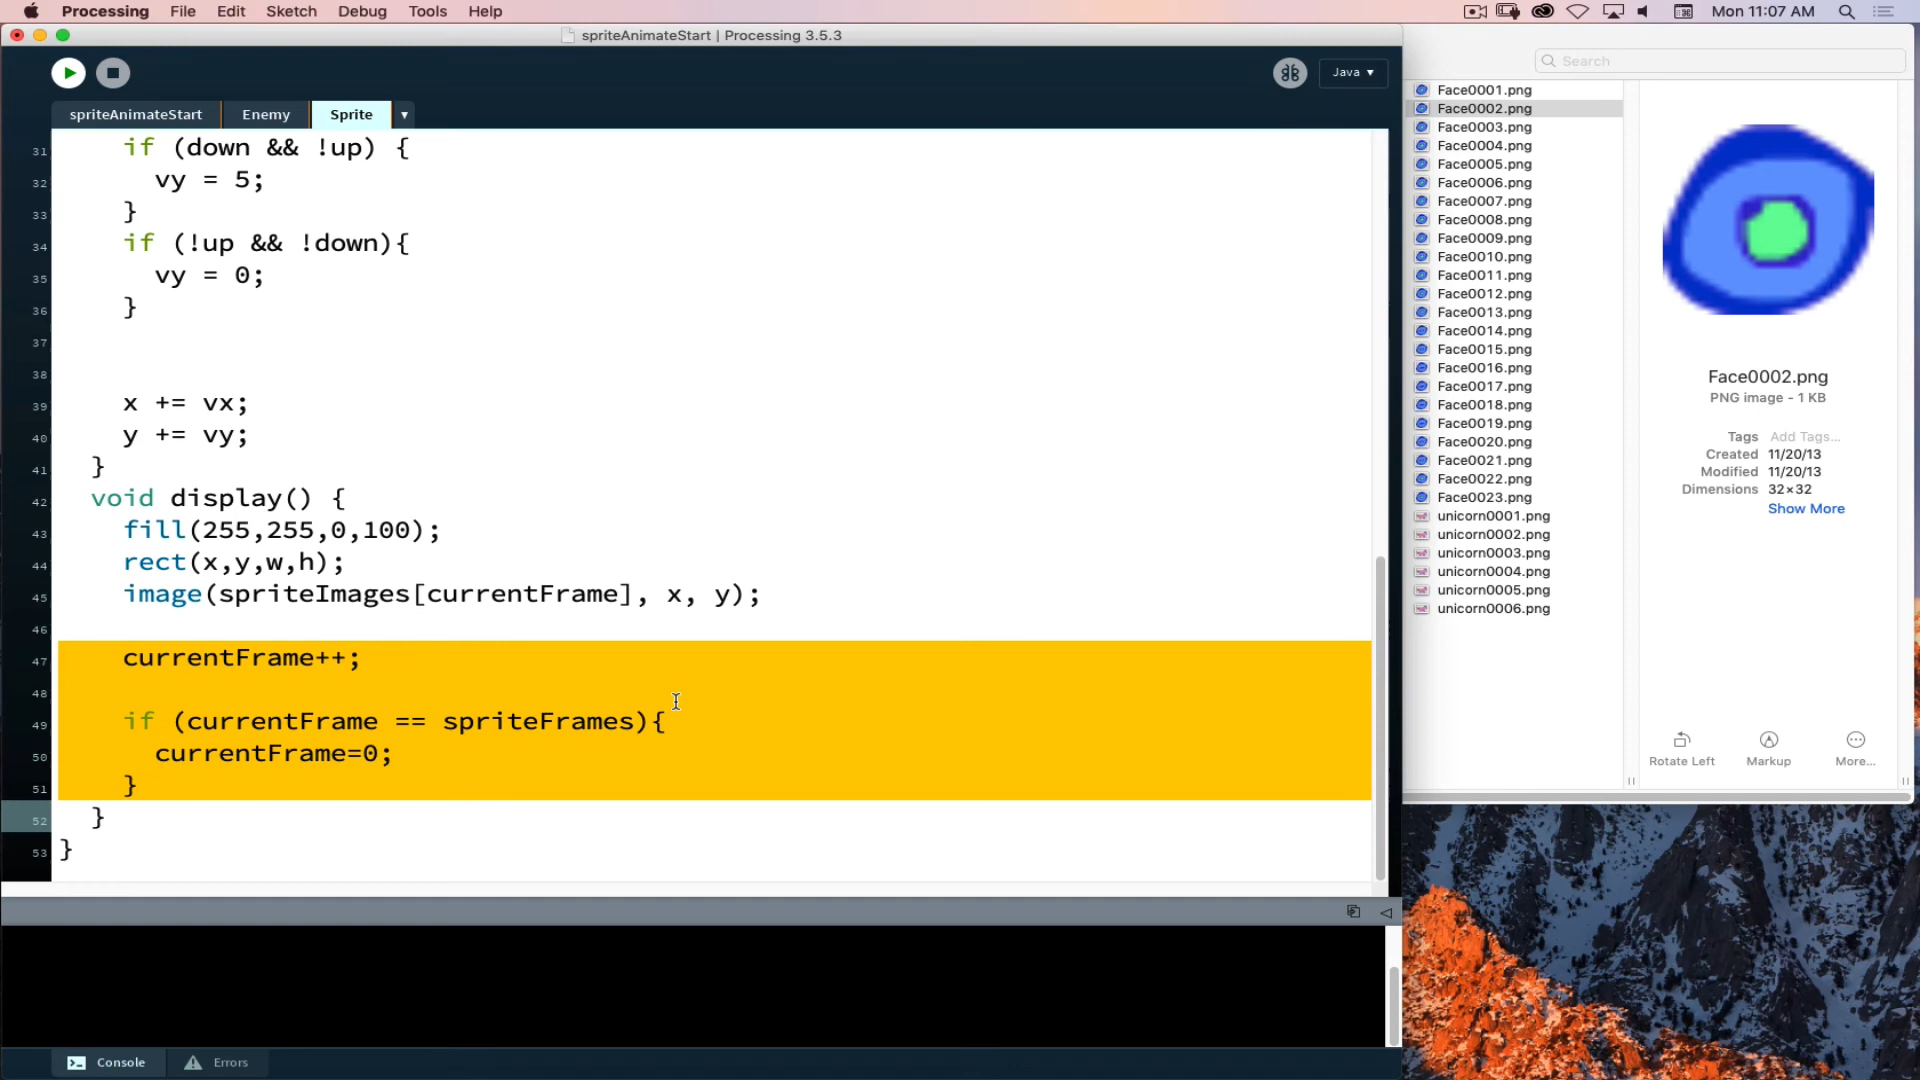 Processing File Edit Sketch Debug Tools Help
Mon 11:07 AM
spriteAnimateStart | Processing 3.5.3
Java ▾
spriteAnimateStart Enemy Sprite ▾
31 if (down && !up) {
32 vy = 5;
33 }
34 if (!up && !down){
35 vy = 0;
36 }
37
38
39 x += vx;
40 y += vy;
41 }
42 void display() {
43 fill(255,255,0,100);
44 rect(x,y,w,h);
45 image(spriteImages[currentFrame], x, y);
46
47 currentFrame++;
48
49 if (currentFrame == spriteFrames){
50 currentFrame=0;
51 }
52 }
53 }
Console Errors
Search
Face0001.png
Face0002.png
Face0003.png
Face0004.png
Face0005.png
Face0006.png
Face0007.png
Face0008.png
Face0009.png
Face0010.png
Face0011.png
Face0012.png
Face0013.png
Face0014.png
Face0015.png
Face0016.png
Face0017.png
Face0018.png
Face0019.png
Face0020.png
Face0021.png
Face0022.png
Face0023.png
unicorn0001.png
unicorn0002.png
unicorn0003.png
unicorn0004.png
unicorn0005.png
unicorn0006.png
Face0002.png
PNG image - 1 KB
Tags Add Tags...
Created 11/20/13
Modified 11/20/13
Dimensions 32×32
Show More
Rotate Left Markup More...